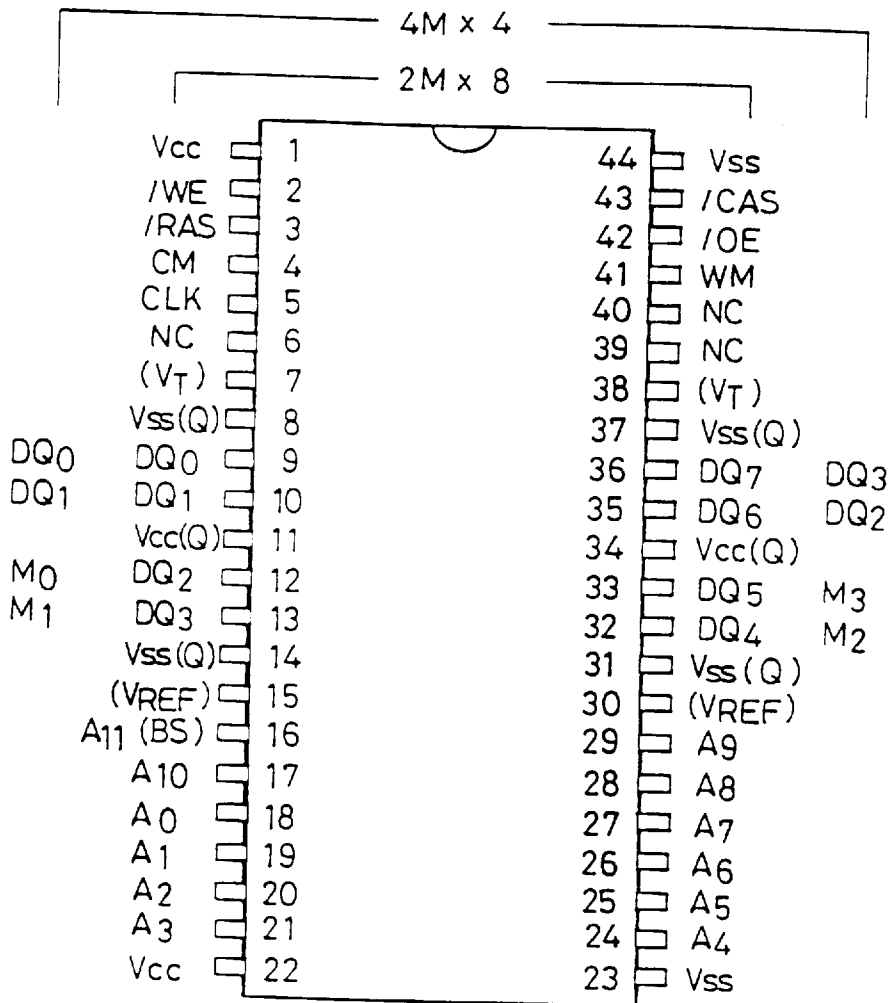 4M x 4
2M x 8
Vcc 1 44 Vss
/WE 2 43 /CAS
/RAS 3 42 /OE
CM 4 41 WM
CLK 5 40 NC
NC 6 39 NC
(VT) 7 38 (VT)
Vss(Q) 8 37 Vss(Q)
DQ0 DQ0 9 36 DQ7 DQ3
DQ1 DQ1 10 35 DQ6 DQ2
Vcc(Q) 11 34 Vcc(Q)
M0 DQ2 12 33 DQ5 M3
M1 DQ3 13 32 DQ4 M2
Vss(Q) 14 31 Vss(Q)
(VREF) 15 30 (VREF)
A11 (BS) 16 29 A9
A10 17 28 A8
A0 18 27 A7
A1 19 26 A6
A2 20 25 A5
A3 21 24 A4
Vcc 22 23 Vss